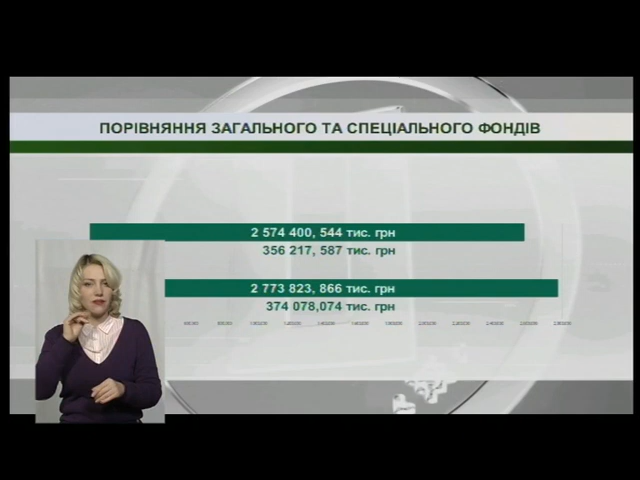 ПОРІВНЯННЯ ЗАГАЛЬНОГО ТА СПЕЦІАЛЬНОГО ФОНДІВ
2 574 400, 544 тис. грн
356 217, 587 тис. грн
2 773 823, 866 тис. грн
374 078,074 тис. грн